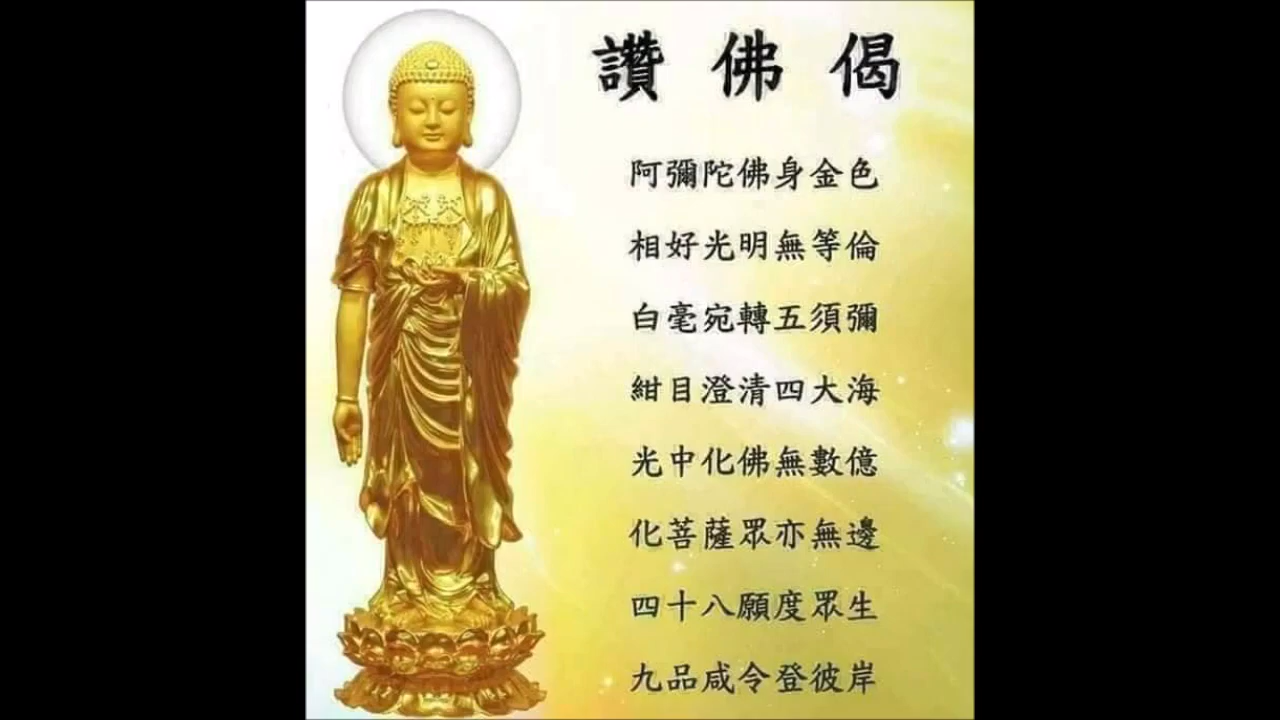 讚佛偈
阿彌陀佛身金色
相好光明無等倫
白毫宛轉五須彌
紺目澄清四大海
光中化佛無數億
化菩薩眾亦無邊
四十八願度眾生
九品咸令登彼岸